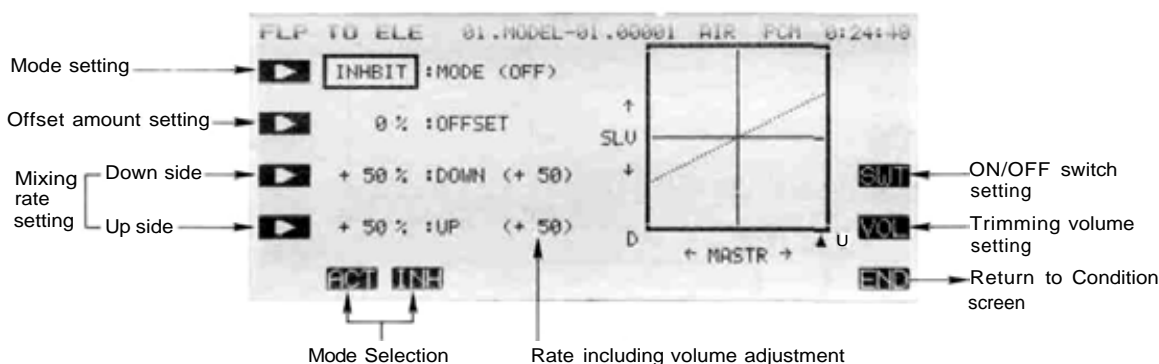 FLP TO ELE 01.MODEL-01.00001 AIR PCM 0:24:40
Mode setting INHBIT :MODE (OFF)
Offset amount setting 0 % :OFFSET
↑
SLV
↓
Mixing rate setting
Down side + 50 % :DOWN (+ 50)
Up side + 50 % :UP (+ 50)
D ← MASTR → U
SWT ON/OFF switch setting
VOL Trimming volume setting
END Return to Condition screen
ACT INH
Mode Selection
Rate including volume adjustment